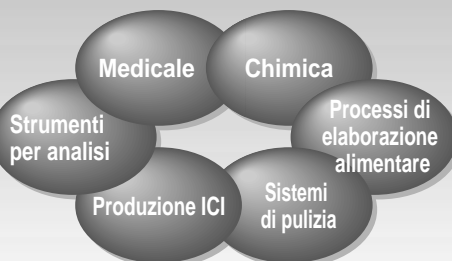 Medicale
Chimica
Strumenti
per analisi
Processi di
elaborazione
alimentare
Produzione ICI
Sistemi
di pulizia